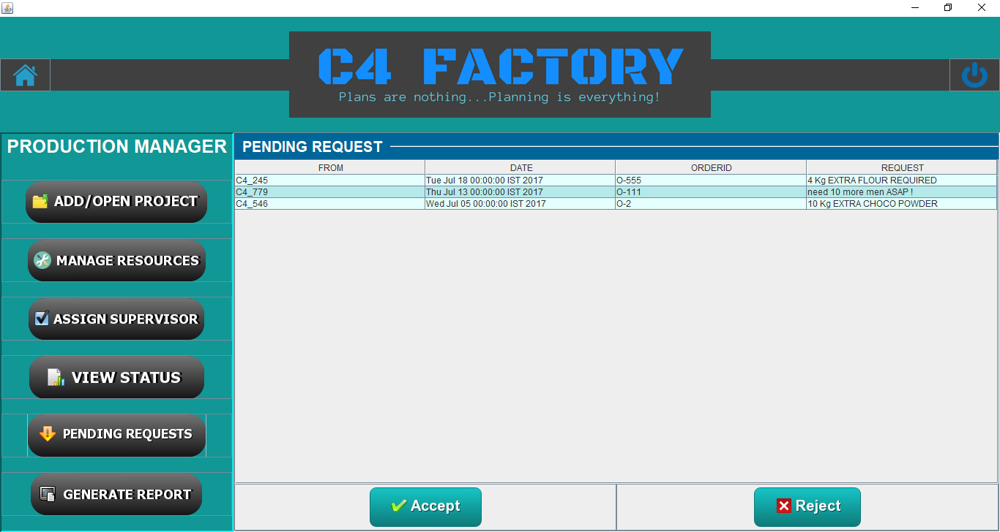 C4 FACTORY
Plans are nothing...Planning is everything!
PRODUCTION MANAGER
ADD/OPEN PROJECT
MANAGE RESOURCES
ASSIGN SUPERVISOR
VIEW STATUS
PENDING REQUESTS
GENERATE REPORT
PENDING REQUEST
FROM DATE ORDERID REQUEST
C4_245 Tue Jul 18 00:00:00 IST 2017 O-555 4 Kg EXTRA FLOUR REQUIRED
C4_779 Thu Jul 13 00:00:00 IST 2017 O-111 need 10 more men ASAP !
C4_546 Wed Jul 05 00:00:00 IST 2017 O-2 10 Kg EXTRA CHOCO POWDER
Accept Reject